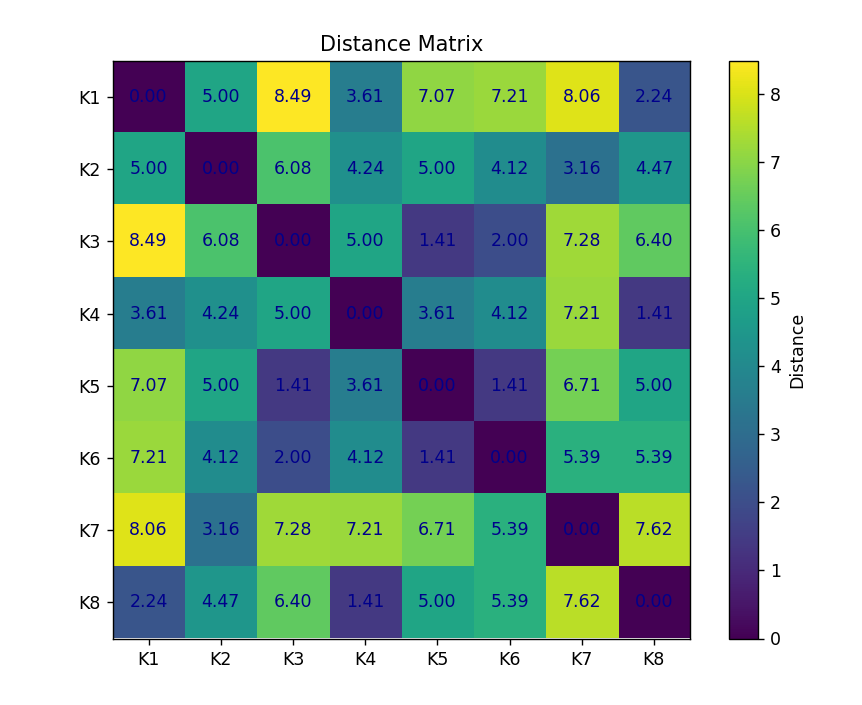 Distance Matrix
K1 0.00 5.00 8.49 3.61 7.07 7.21 8.06 2.24
K2 5.00 0.00 6.08 4.24 5.00 4.12 3.16 4.47
K3 8.49 6.08 0.00 5.00 1.41 2.00 7.28 6.40
K4 3.61 4.24 5.00 0.00 3.61 4.12 7.21 1.41
K5 7.07 5.00 1.41 3.61 0.00 1.41 6.71 5.00
K6 7.21 4.12 2.00 4.12 1.41 0.00 5.39 5.39
K7 8.06 3.16 7.28 7.21 6.71 5.39 0.00 7.62
K8 2.24 4.47 6.40 1.41 5.00 5.39 7.62 0.00
K1 K2 K3 K4 K5 K6 K7 K8
8
7
6
5
4
3
2
1
0
Distance